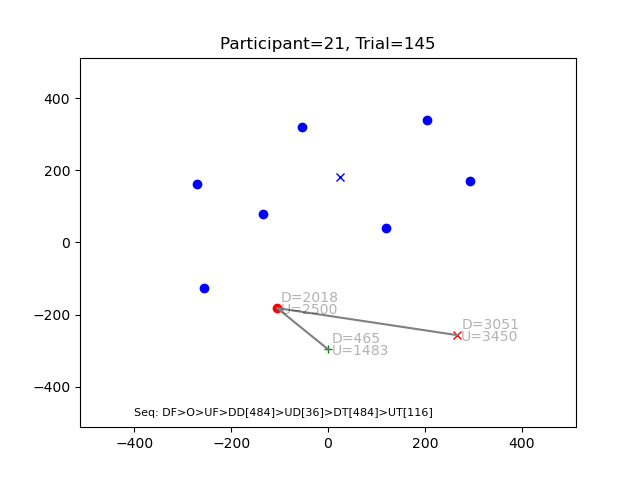 Participant=21, Trial=145
400
200
0
−200
−400
D=2018
U=2500
D=3051
U=3450
D=465
U=1483
Seq: DF>O>UF>DD[484]>UD[36]>DT[484]>UT[116]
−400
−200
0
200
400